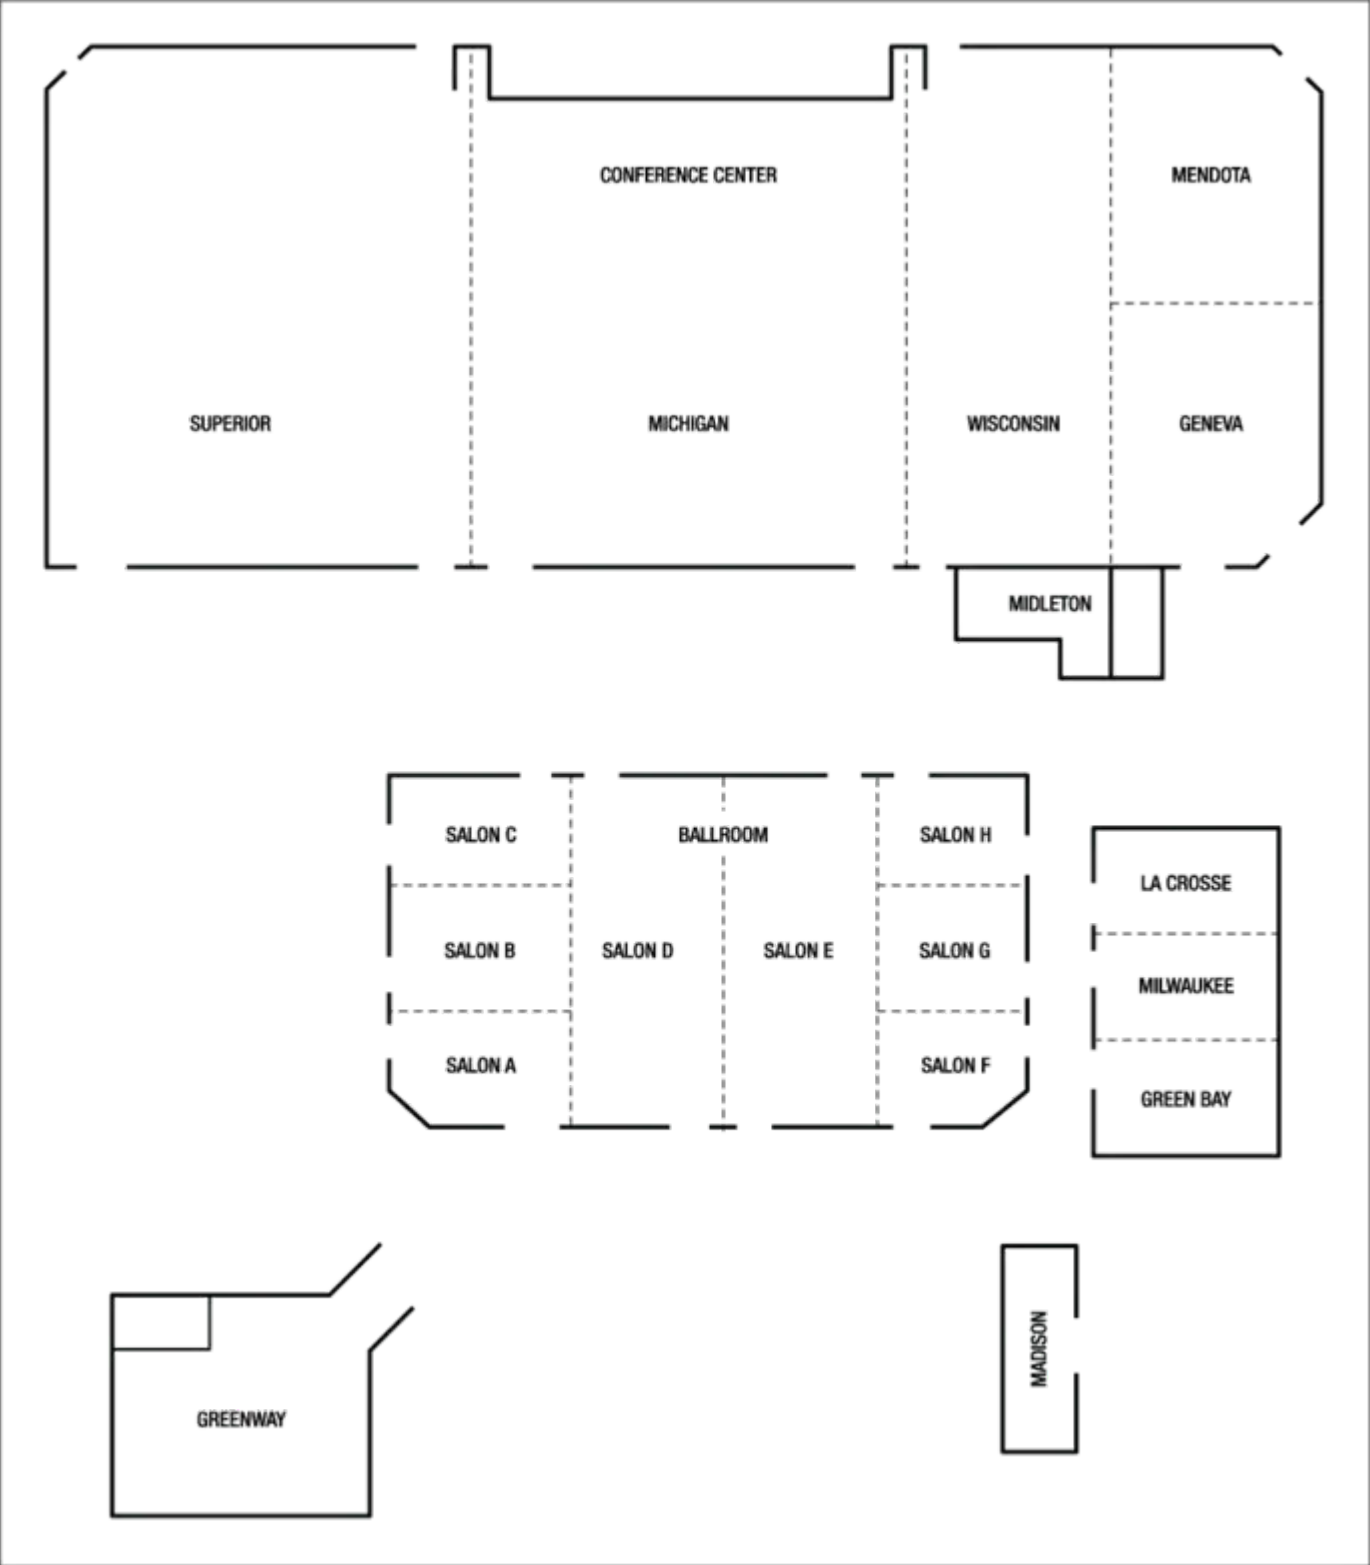 CONFERENCE CENTER
MENDOTA
SUPERIOR
MICHIGAN
WISCONSIN
GENEVA
MIDLETON
SALON C
BALLROOM
SALON H
LA CROSSE
SALON B
SALON D
SALON E
SALON G
MILWAUKEE
SALON A
SALON F
GREEN BAY
MADISON
GREENWAY